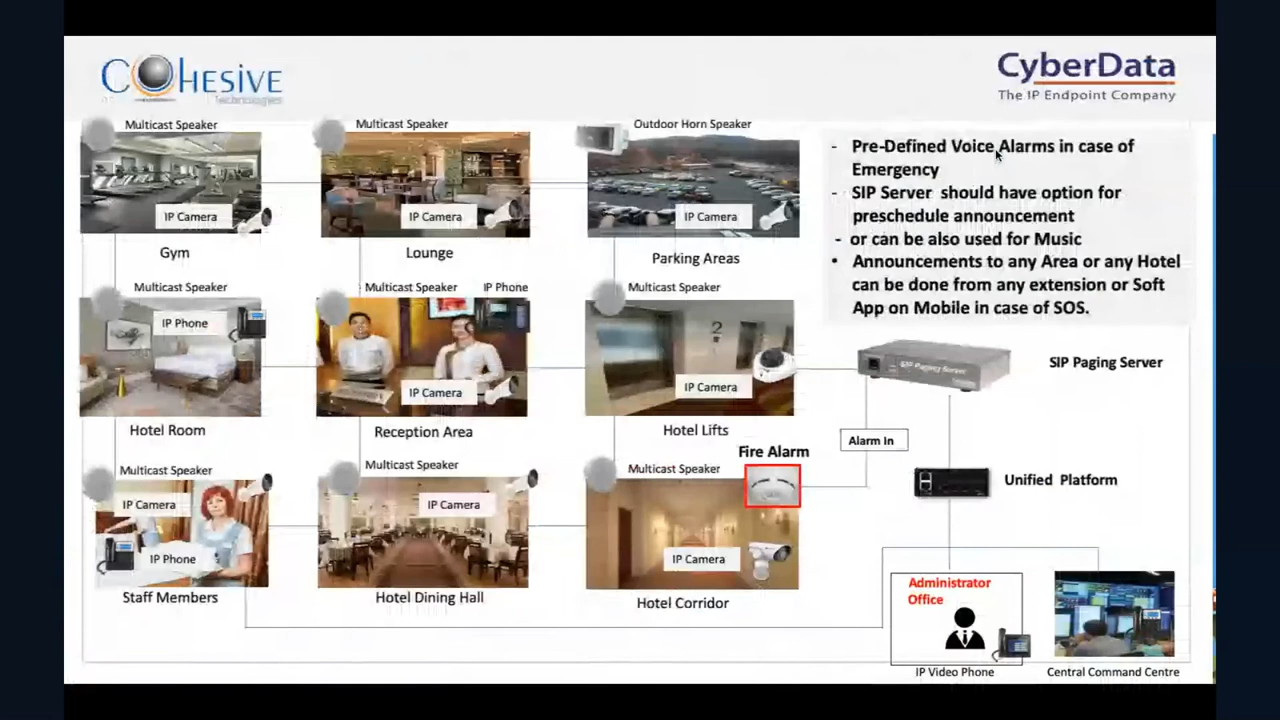 COHESIVE
Technologies
CyberData
The IP Endpoint Company
Multicast Speaker
Multicast Speaker
Outdoor Horn Speaker
IP Camera
IP Camera
IP Camera
Gym
Lounge
Parking Areas
- Pre-Defined Voice Alarms in case of
Emergency
- SIP Server should have option for
preschedule announcement
- or can be also used for Music
• Announcements to any Area or any Hotel
can be done from any extension or Soft
App on Mobile in case of SOS.
Multicast Speaker
Multicast Speaker
IP Phone
Multicast Speaker
IP Phone
IP Camera
IP Camera
2
Hotel Room
Reception Area
Hotel Lifts
SIP Paging Server
SIP Paging Server
Alarm In
Fire Alarm
Multicast Speaker
Multicast Speaker
Multicast Speaker
IP Camera
IP Camera
IP Phone
IP Camera
Staff Members
Hotel Dining Hall
Hotel Corridor
Unified Platform
Administrator
Office
IP Video Phone
Central Command Centre